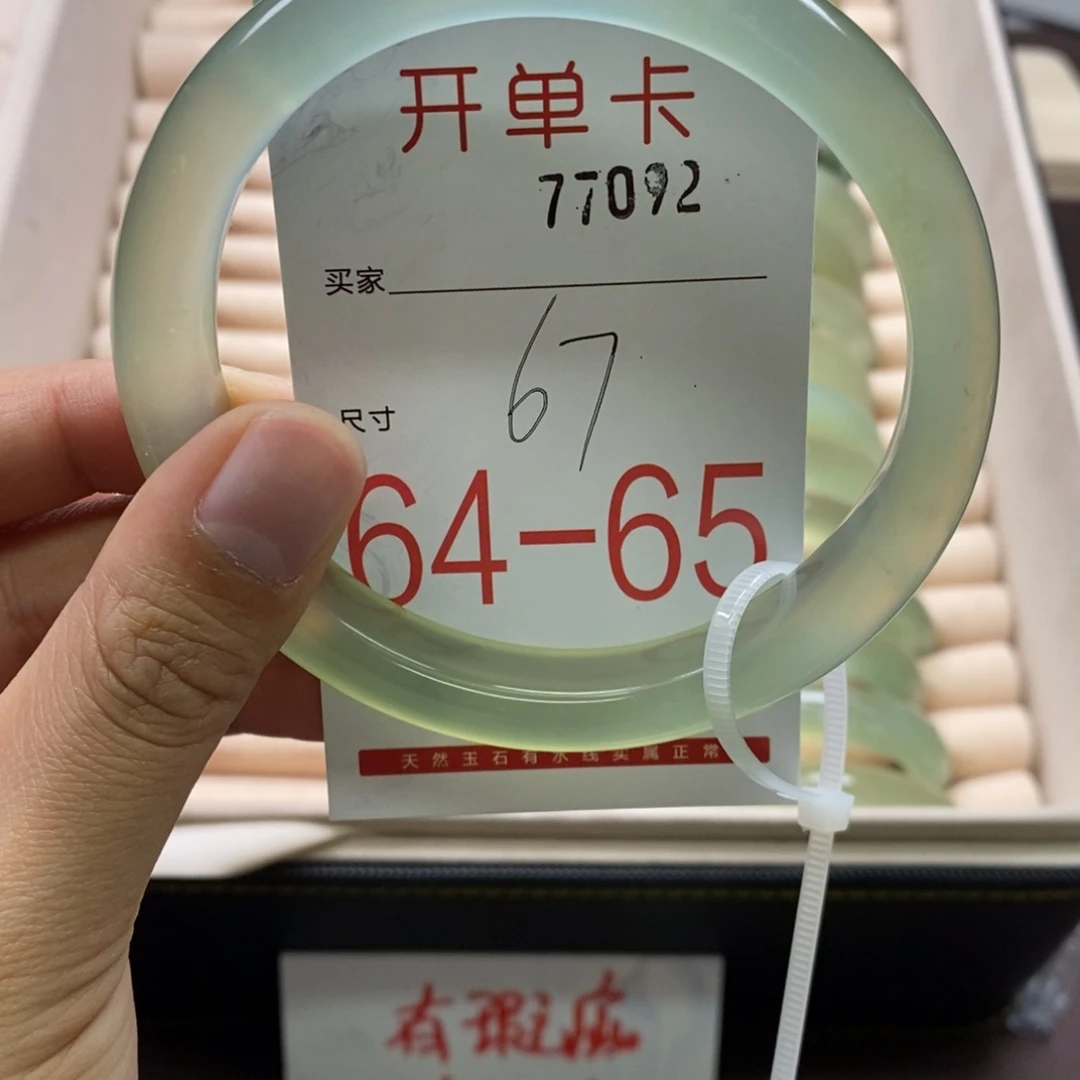 开单卡
77092
买家
67
尺寸
64-65
天然玉石有水线实属正常
有瑕疵